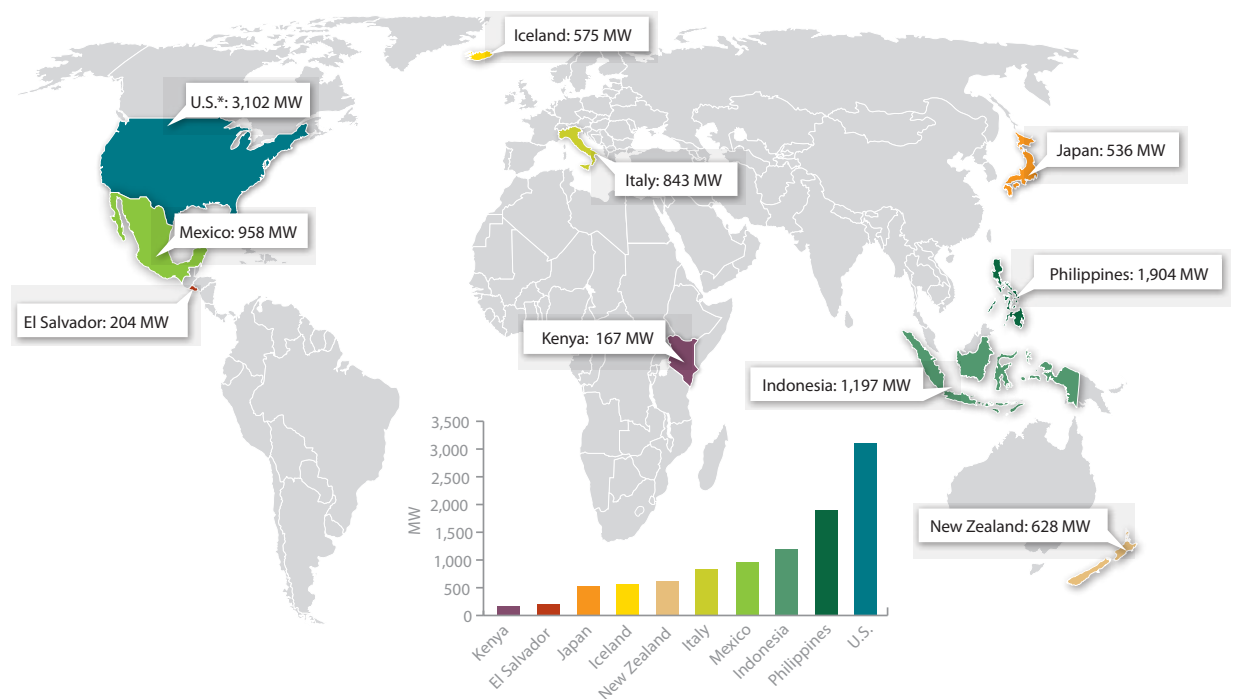 Iceland: 575 MW
U.S.*: 3,102 MW
Japan: 536 MW
Italy: 843 MW
Mexico: 958 MW
Philippines: 1,904 MW
El Salvador: 204 MW
Kenya: 167 MW
Indonesia: 1,197 MW
New Zealand: 628 MW
MW
3,500
3,000
2,500
2,000
1,500
1,000
500
0
Kenya
El Salvador
Japan
Iceland
New Zealand
Italy
Mexico
Indonesia
Philippines
U.S.